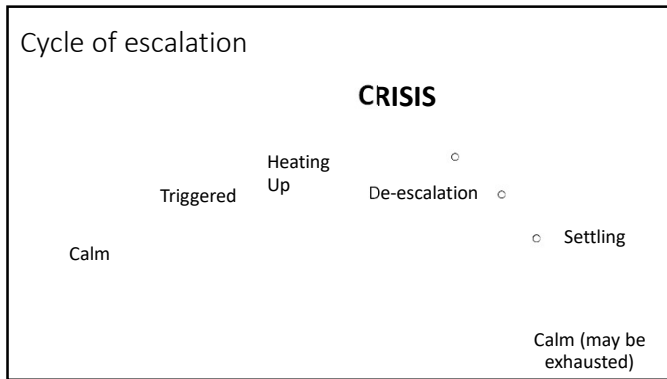 Cycle of escalation
CRISIS
Heating
Up
Triggered
De-escalation
Settling
Calm
Calm (may be
exhausted)